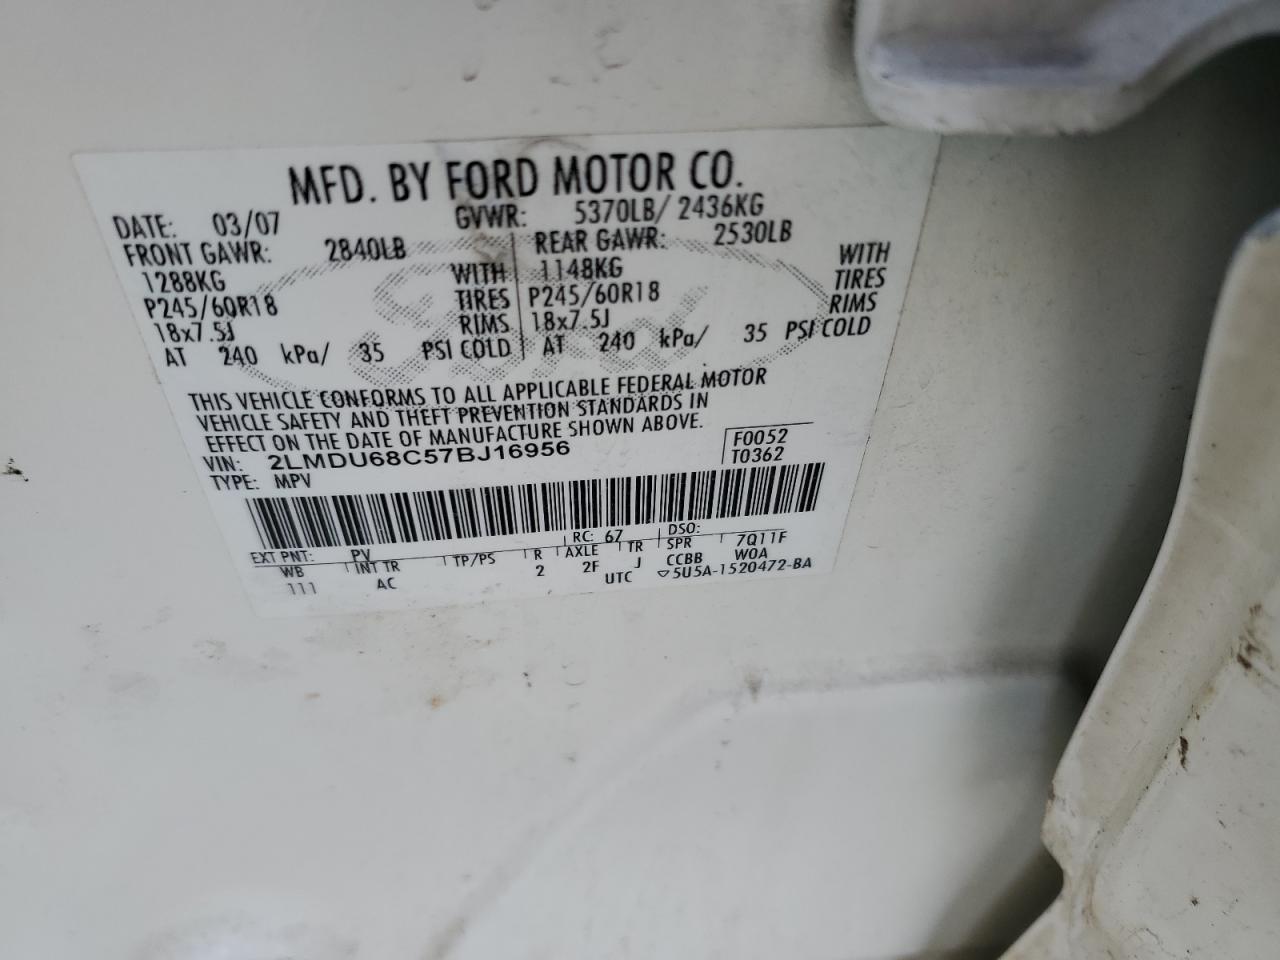 MFD. BY FORD MOTOR CO.
DATE: 03/07 GVWR: 5370LB/ 2436KG
FRONT GAWR: 2840LB REAR GAWR: 2530LB
1288KG WITH 1148KG WITH
P245/60R18 TIRES P245/60R18 TIRES
18x7.5J RIMS 18x7.5J RIMS
AT 240 kPa/ 35 PSI COLD AT 240 kPa/ 35 PSI COLD
THIS VEHICLE CONFORMS TO ALL APPLICABLE FEDERAL MOTOR
VEHICLE SAFETY AND THEFT PREVENTION STANDARDS IN
EFFECT ON THE DATE OF MANUFACTURE SHOWN ABOVE.
VIN: 2LMDU68C57BJ16956 F0052
TYPE: MPV T0362
EXT PNT: PV RC: 67 DSO:
WB INT TR TP/PS R AXLE TR SPR 7Q11F
111 AC 2 2F J CCBB W0A
UTC ▽5U5A-1520472-BA
Ford